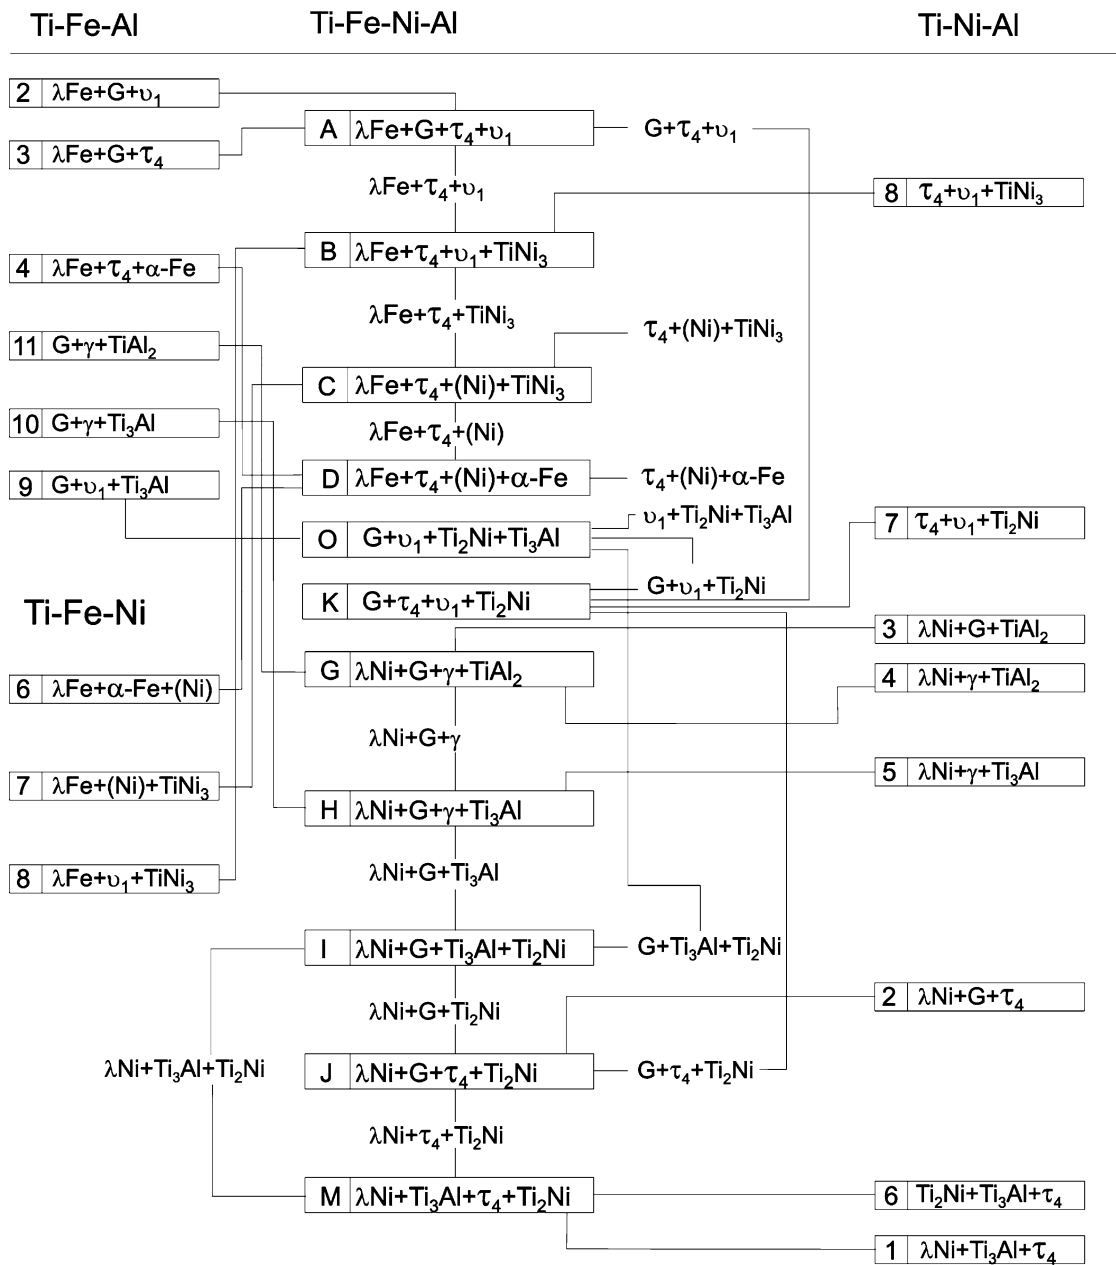 Ti-Fe-Al Ti-Fe-Ni-Al Ti-Ni-Al
2 λFe+G+υ₁
A λFe+G+τ₄+υ₁ G+τ₄+υ₁
3 λFe+G+τ₄
λFe+τ₄+υ₁
8 τ₄+υ₁+TiNi₃
B λFe+τ₄+υ₁+TiNi₃
4 λFe+τ₄+α-Fe
λFe+τ₄+TiNi₃
τ₄+(Ni)+TiNi₃
11 G+γ+TiAl₂
C λFe+τ₄+(Ni)+TiNi₃
10 G+γ+Ti₃Al
λFe+τ₄+(Ni)
D λFe+τ₄+(Ni)+α-Fe τ₄+(Ni)+α-Fe
9 G+υ₁+Ti₃Al
υ₁+Ti₂Ni+Ti₃Al
7 τ₄+υ₁+Ti₂Ni
O G+υ₁+Ti₂Ni+Ti₃Al
G+υ₁+Ti₂Ni
K G+τ₄+υ₁+Ti₂Ni
Ti-Fe-Ni
3 λNi+G+TiAl₂
G λNi+G+γ+TiAl₂
4 λNi+γ+TiAl₂
6 λFe+α-Fe+(Ni)
λNi+G+γ
5 λNi+γ+Ti₃Al
7 λFe+(Ni)+TiNi₃
H λNi+G+γ+Ti₃Al
λNi+G+Ti₃Al
8 λFe+υ₁+TiNi₃
I λNi+G+Ti₃Al+Ti₂Ni G+Ti₃Al+Ti₂Ni
2 λNi+G+τ₄
λNi+G+Ti₂Ni
λNi+Ti₃Al+Ti₂Ni
J λNi+G+τ₄+Ti₂Ni G+τ₄+Ti₂Ni
λNi+τ₄+Ti₂Ni
M λNi+Ti₃Al+τ₄+Ti₂Ni
6 Ti₂Ni+Ti₃Al+τ₄
1 λNi+Ti₃Al+τ₄